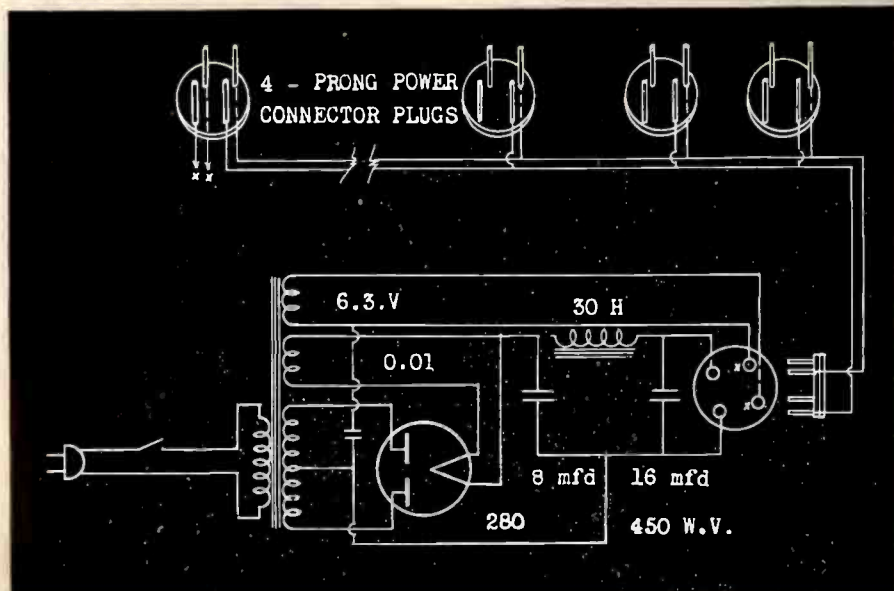 4 - PRONG POWER
CONNECTOR PLUGS
x x
6.3.V
30 H
0.01
x
x
8 mfd
16 mfd
280
450 W.V.